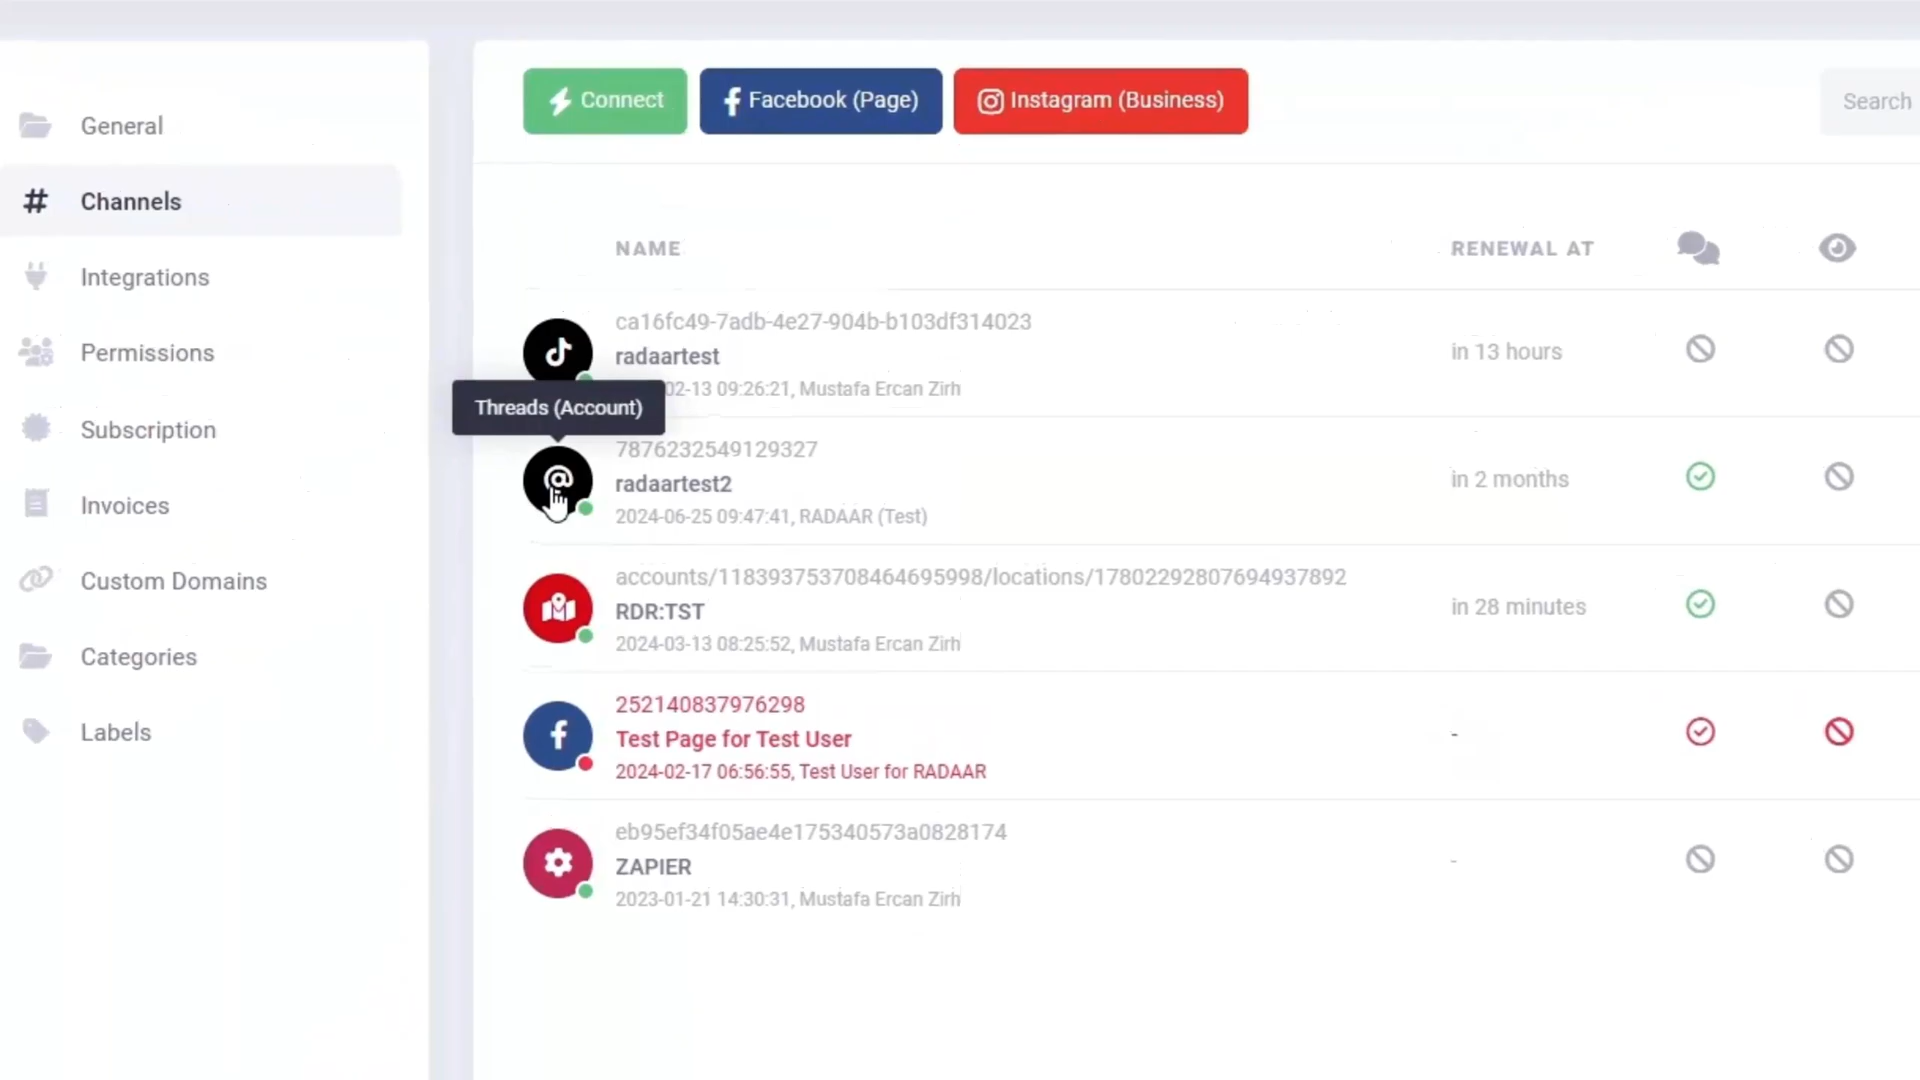 General
Channels
Integrations
Permissions
Subscription
Invoices
Custom Domains
Categories
Labels
Connect
Facebook (Page)
Instagram (Business)
Search
NAME
RENEWAL AT
ca16fc49-7adb-4e27-904b-b103df314023
radaartest
02-13 09:26:21, Mustafa Ercan Zirh
in 13 hours
Threads (Account)
7876232549129327
radaartest2
2024-06-25 09:47:41, RADAAR (Test)
in 2 months
accounts/118393753708464695998/locations/17802292807694937892
RDR:TST
2024-03-13 08:25:52, Mustafa Ercan Zirh
in 28 minutes
252140837976298
Test Page for Test User
2024-02-17 06:56:55, Test User for RADAAR
-
eb95ef34f05ae4e175340573a0828174
ZAPIER
2023-01-21 14:30:31, Mustafa Ercan Zirh
-